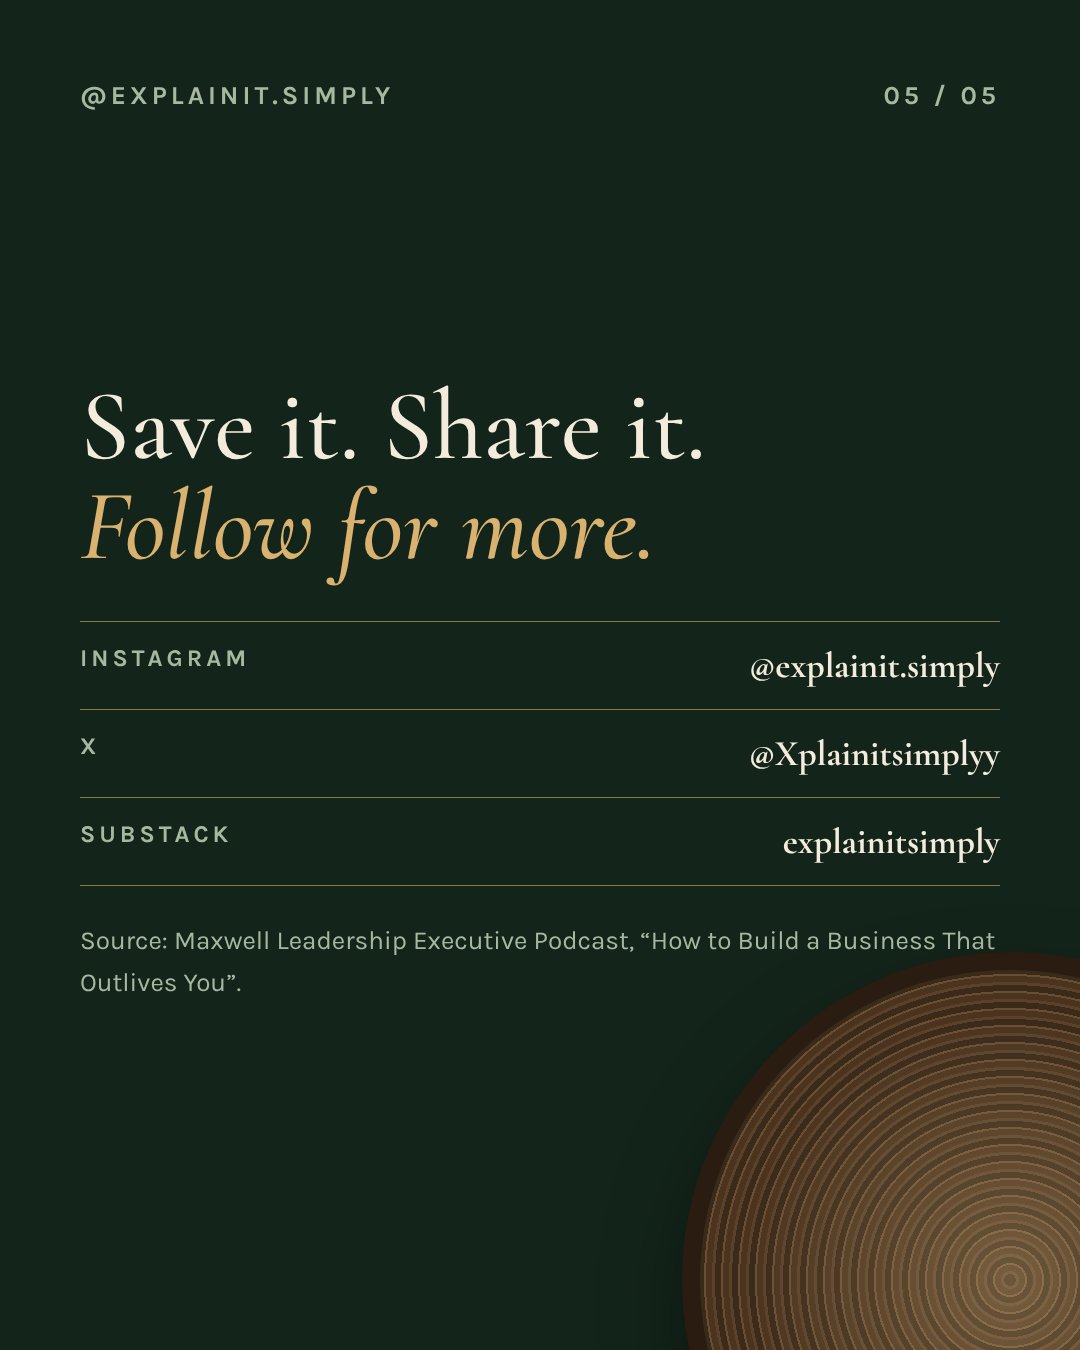 @EXPLAINIT.SIMPLY
05 / 05
Save it. Share it.
Follow for more.
INSTAGRAM
@explainit.simply
X
@Xplainitsimplyy
SUBSTACK
explainitsimply
Source: Maxwell Leadership Executive Podcast, “How to Build a Business That
Outlives You”.